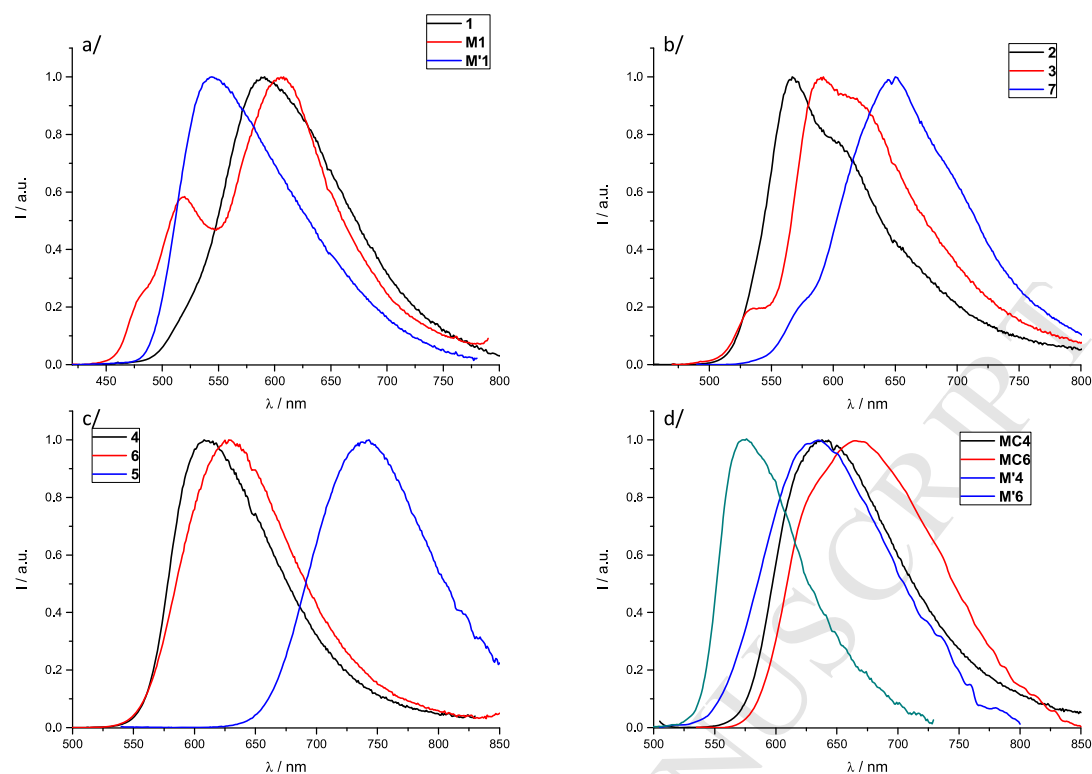 a/
1
M1
M'1
1.0
0.8
0.6
0.4
0.2
0.0
I / a.u.
450 500 550 600 650 700 750 800
λ / nm
b/
2
3
7
1.0
0.8
0.6
0.4
0.2
0.0
I / a.u.
500 550 600 650 700 750 800
λ / nm
c/
4
6
5
1.0
0.8
0.6
0.4
0.2
0.0
I / a.u.
500 550 600 650 700 750 800 850
λ / nm
d/
MC4
MC6
M'4
M'6
1.0
0.8
0.6
0.4
0.2
0.0
I / a.u.
500 550 600 650 700 750 800 850
λ / nm
NUSCRIPT